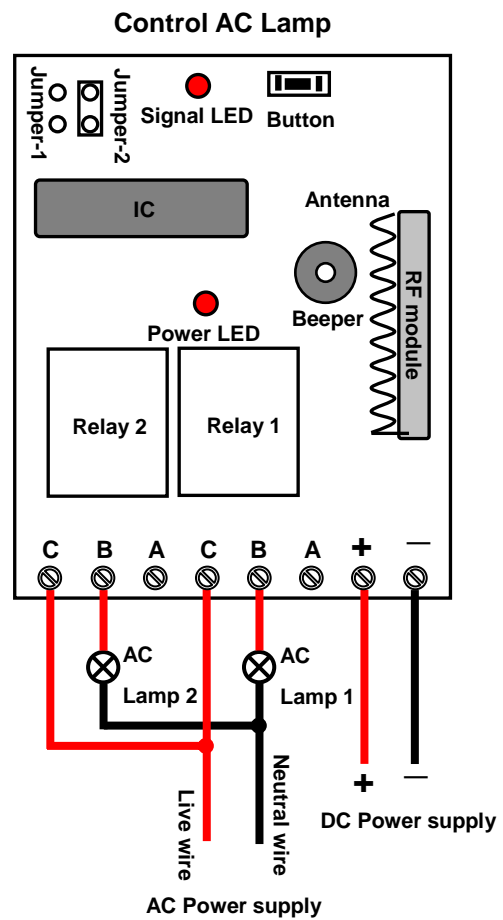 Control AC Lamp
Jumper-1
Jumper-2
Signal LED
Button
IC
Antenna
RF module
Beeper
Power LED
Relay 2
Relay 1
C B A C B A + —
AC
AC
Lamp 2
Lamp 1
Live wire
Neutral wire
+ —
DC Power supply
AC Power supply